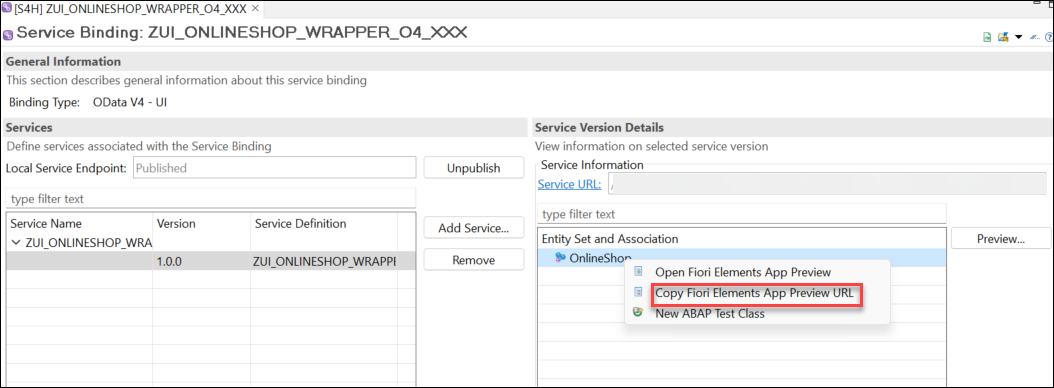 [S4H] ZUI_ONLINESHOP_WRAPPER_O4_XXX
Service Binding: ZUI_ONLINESHOP_WRAPPER_O4_XXX
General Information
This section describes general information about this service binding
Binding Type: OData V4 - UI
Services
Define services associated with the Service Binding
Local Service Endpoint: Published
Unpublish
type filter text
Service Name Version Service Definition
ZUI_ONLINESHOP_WRA
1.0.0 ZUI_ONLINESHOP_WRAPPI
Add Service...
Remove
Service Version Details
View information on selected service version
Service Information
Service URL: /
type filter text
Entity Set and Association
OnlineShop
Preview...
Open Fiori Elements App Preview
Copy Fiori Elements App Preview URL
New ABAP Test Class